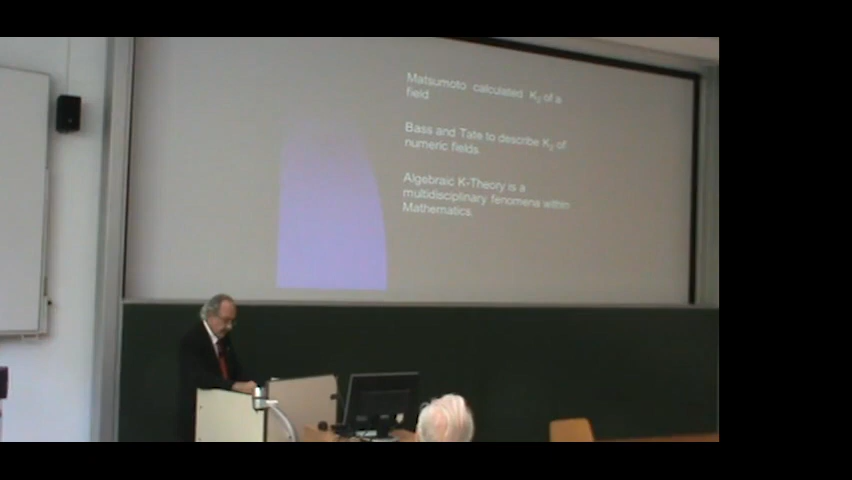 Matsumoto calculated K₂ of a
field
Bass and Tate to describe K₂ of
numeric fields.
Algebraic K-Theory is a
multidisciplinary fenomena within
Mathematics.